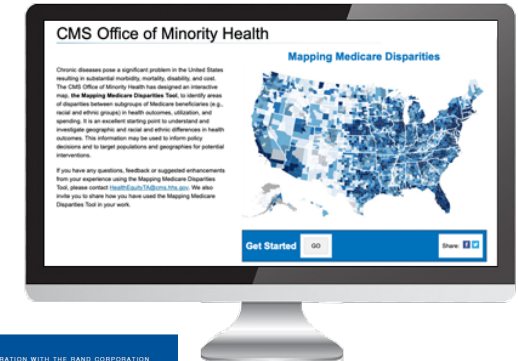 CMS Office of Minority Health
Mapping Medicare Disparities
Chronic diseases pose a significant problem in the United States
resulting in substantial morbidity, mortality, disability, and cost.
The CMS Office of Minority Health has designed an interactive
map, the Mapping Medicare Disparities Tool, to identify areas
of disparities between subgroups of Medicare beneficiaries (e.g.,
racial and ethnic groups) in health outcomes, utilization, and
spending. It is an excellent starting point to understand and
investigate geographic and racial and ethnic differences in health
outcomes. This information may be used to inform policy
decisions and to target populations and geographies for potential
interventions.
If you have any questions, feedback or suggested enhancements
from your experience using the Mapping Medicare Disparities
Tool, please contact HealthEquityTA@cms.hhs.gov. We also
invite you to share how you have used the Mapping Medicare
Disparities Tool in your work.
Get Started GO Share:
RATION WITH THE RAND CORPORATION